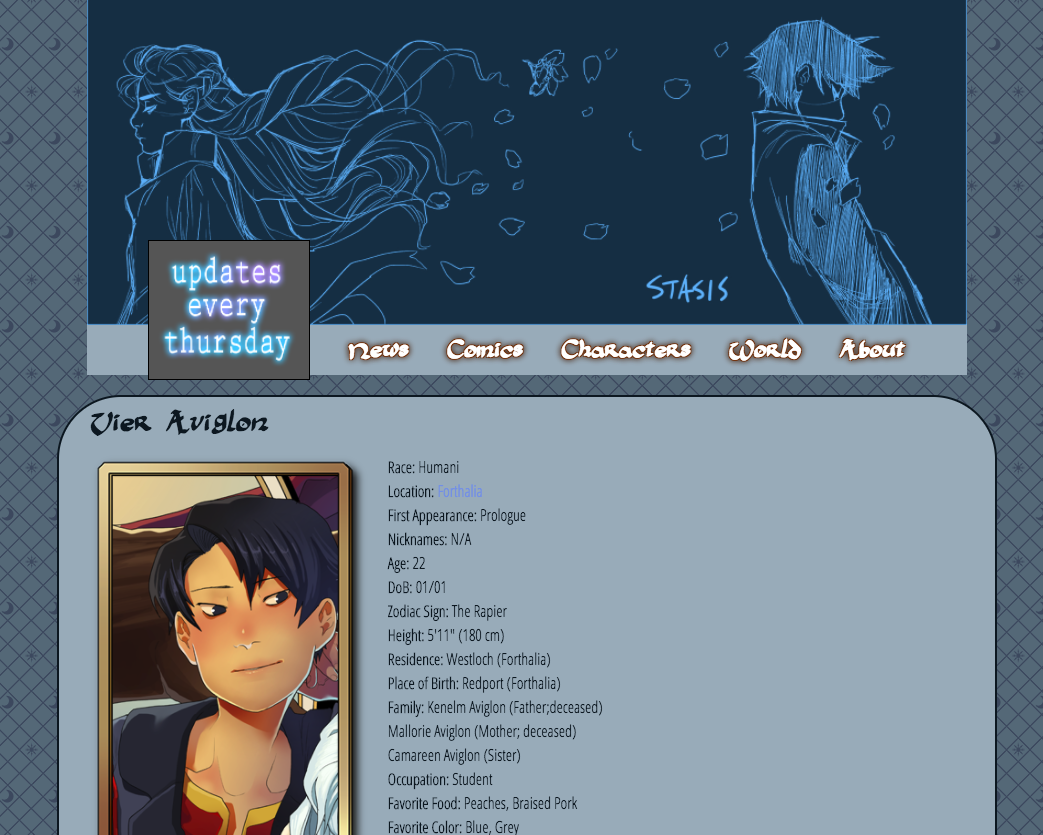 STASIS
updates
every
thursday
News Comics Characters World About
Vier Aviglon
Race: Humani
Location: Forthalia
First Appearance: Prologue
Nicknames: N/A
Age: 22
DoB: 01/01
Zodiac Sign: The Rapier
Height: 5'11" (180 cm)
Residence: Westloch (Forthalia)
Place of Birth: Redport (Forthalia)
Family: Kenelm Aviglon (Father;deceased)
Mallorie Aviglon (Mother; deceased)
Camareen Aviglon (Sister)
Occupation: Student
Favorite Food: Peaches, Braised Pork
Favorite Color: Blue, Grey